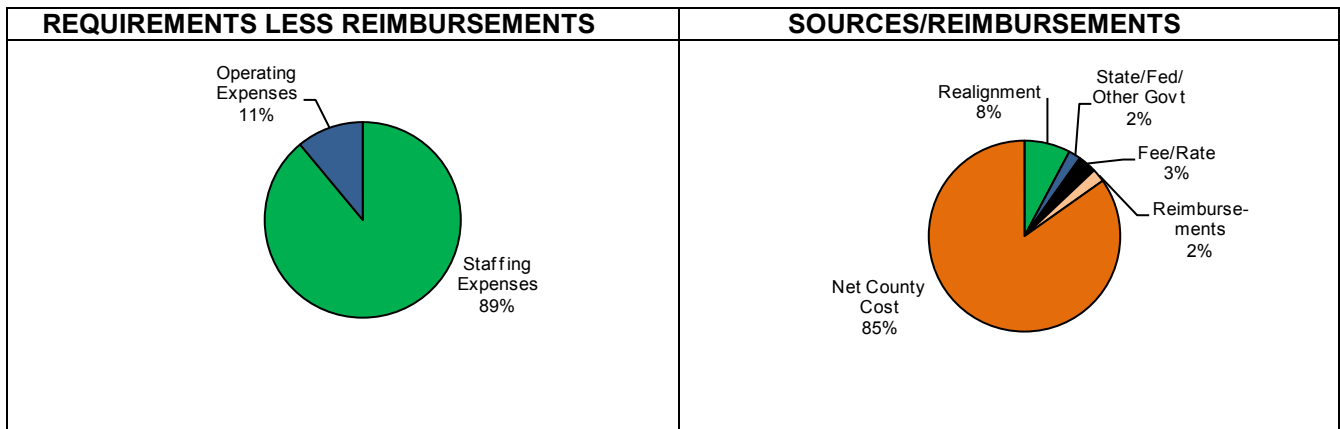 REQUIREMENTS LESS REIMBURSEMENTS
Operating
Expenses
11%
Staffing
Expenses
89%
SOURCES/REIMBURSEMENTS
Realignment
8%
State/Fed/
Other Govt
2%
Fee/Rate
3%
Reimburse-
ments
2%
Net County
Cost
85%